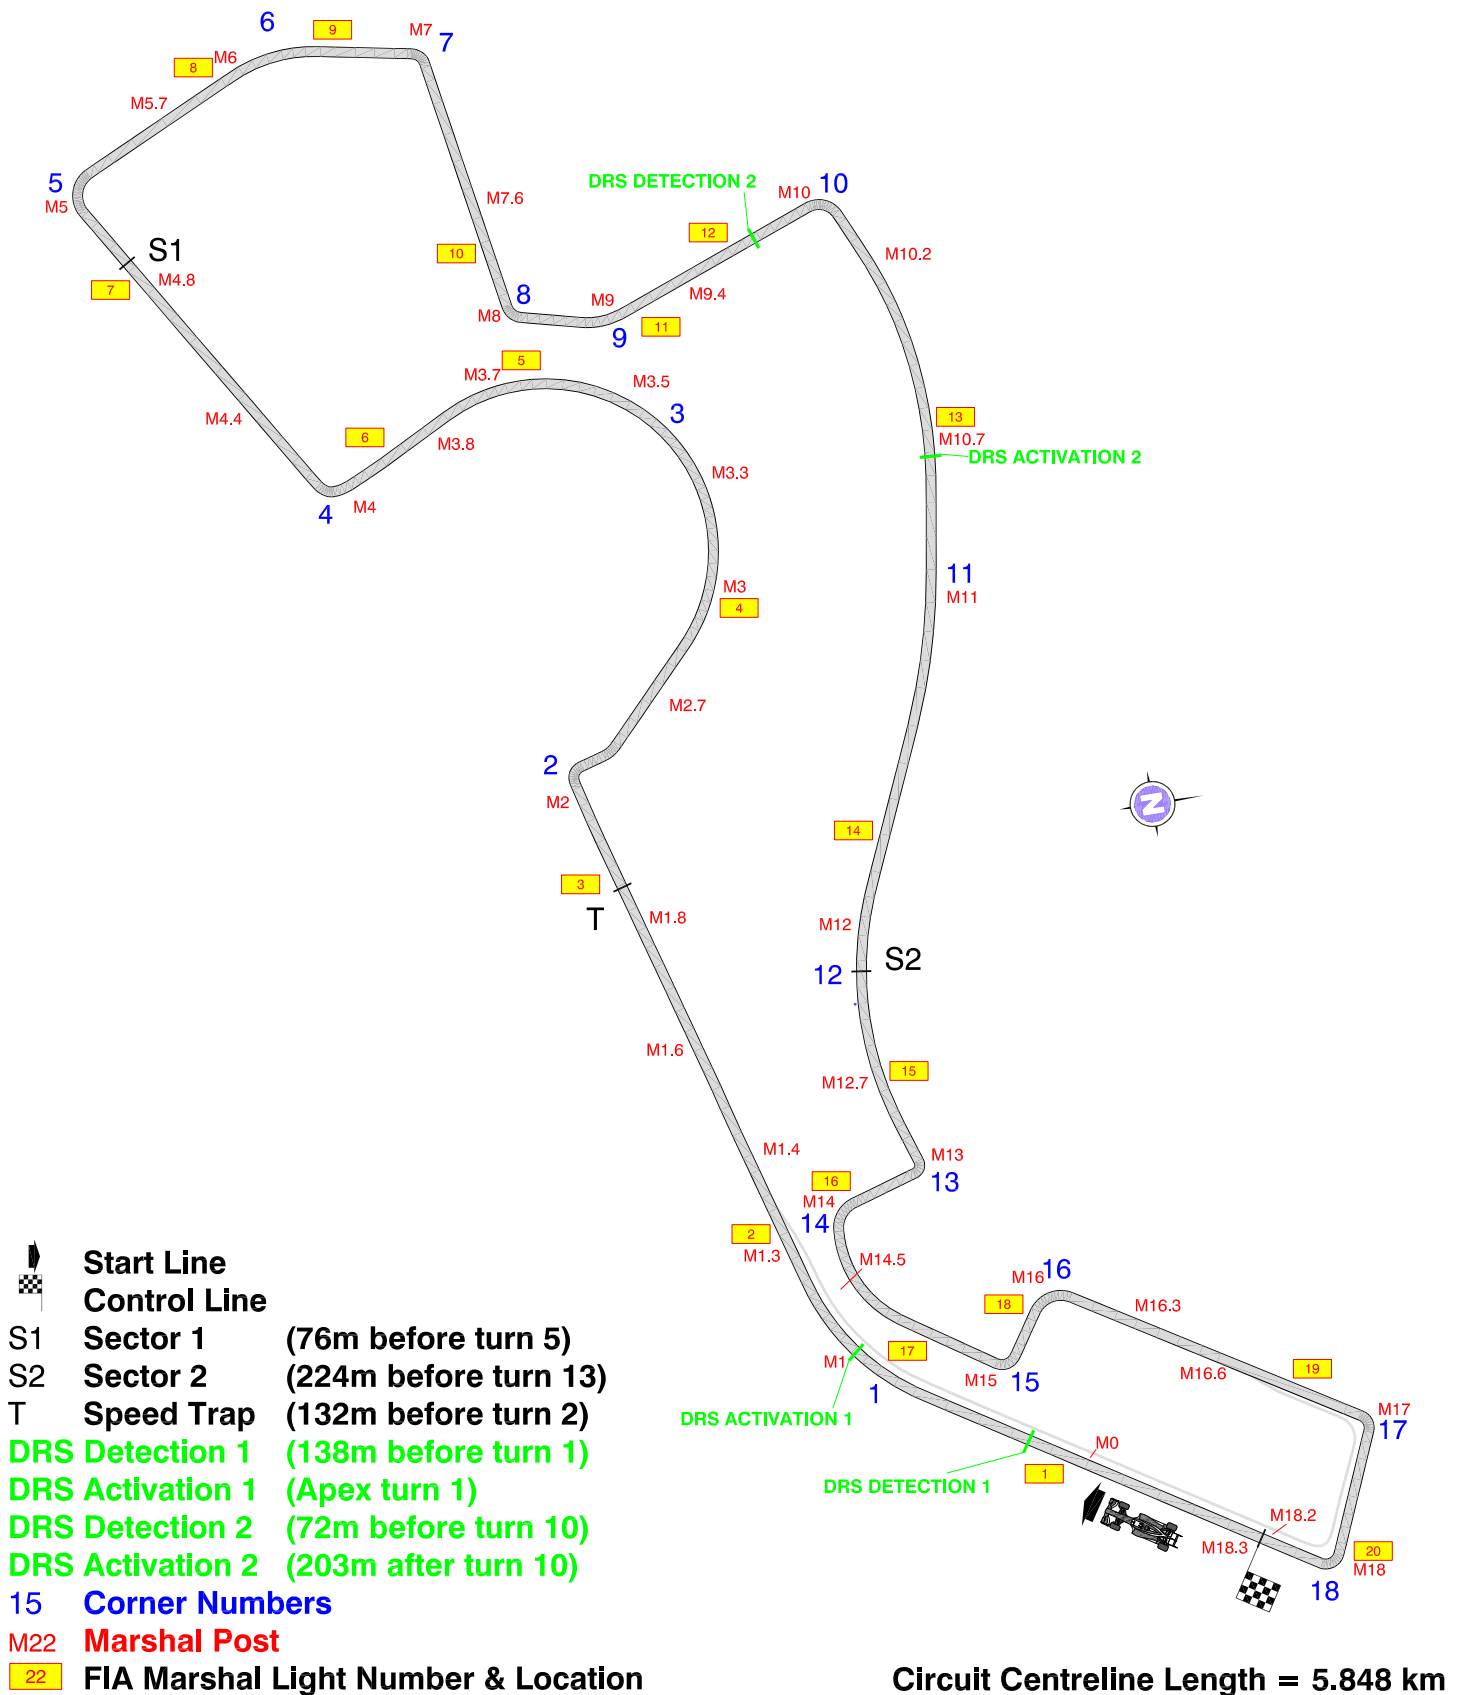 6
9
M7
7
M6
8
M5.7
5
M5
S1
M4.8
7
M7.6
10
DRS DETECTION 2
M10
10
12
M10.2
M9.4
8
M8
M9
9
11
5
M3.7
M3.5
3
M4.4
6
M3.8
M3.3
4
M4
13
M10.7
DRS ACTIVATION 2
11
M11
M3
4
M2.7
2
M2
N
14
3
T
M1.8
M12
12
S2
M1.6
M12.7
15
M1.4
M13
13
16
M14
14
2
M1.3
M14.5
M16
16
18
M16.3
17
M1
1
M15
15
M16.6
19
M17
17
DRS ACTIVATION 1
M0
1
DRS DETECTION 1
M18.2
M18.3
20
M18
18
Start Line
Control Line
S1 Sector 1 (76m before turn 5)
S2 Sector 2 (224m before turn 13)
T Speed Trap (132m before turn 2)
DRS Detection 1 (138m before turn 1)
DRS Activation 1 (Apex turn 1)
DRS Detection 2 (72m before turn 10)
DRS Activation 2 (203m after turn 10)
15 Corner Numbers
M22 Marshal Post
22 FIA Marshal Light Number & Location
Circuit Centreline Length = 5.848 km